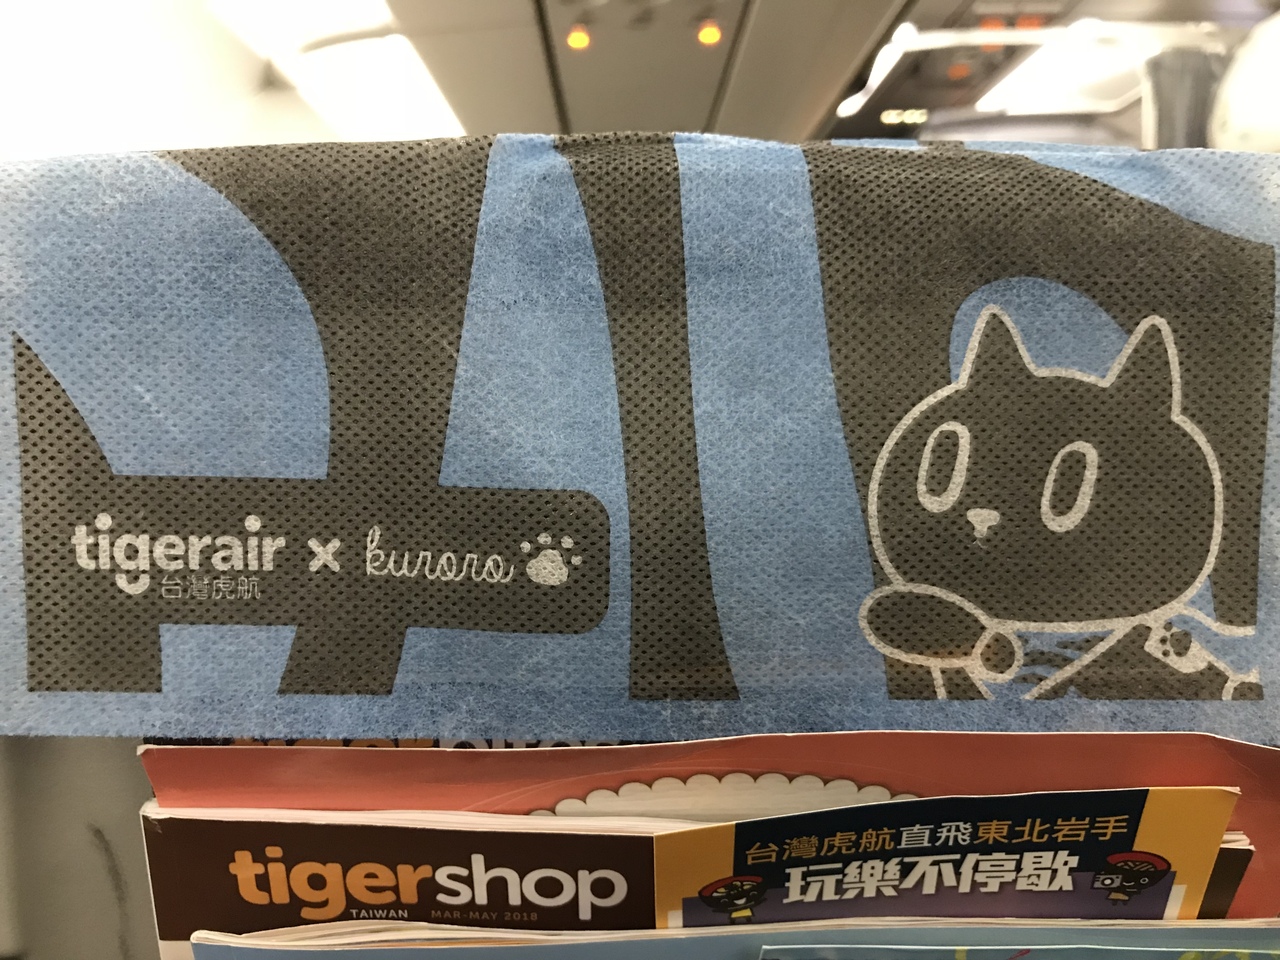 tigerair x kuroro
台灣虎航
tigershop
TAIWAN MAR-MAY 2018
台灣虎航直飛東北岩手
玩樂不停歇